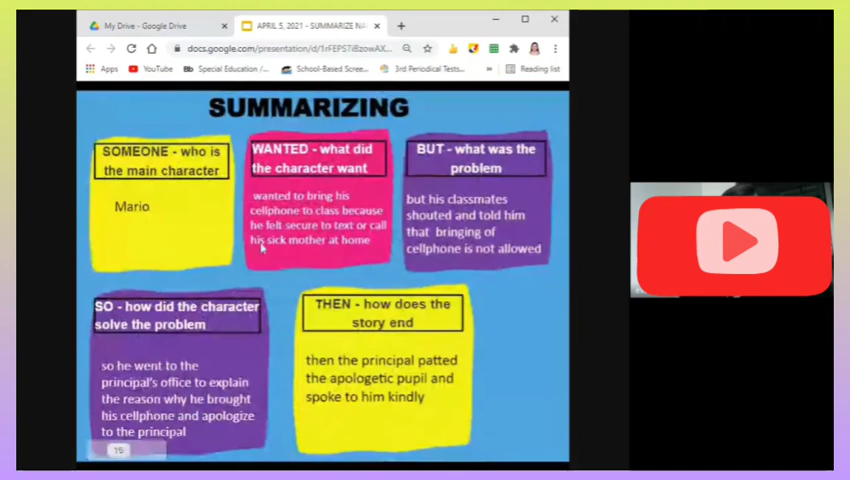 My Drive - Google Drive
APRIL 5, 2021 - SUMMARIZE NA
docs.google.com/presentation/d/1rFEPS7iBzowAX...
Apps
YouTube
Bb
Special Education /...
School-Based Scree...
3rd Periodical Tests...
»
Reading list
SUMMARIZING
SOMEONE - who is
the main character
Mario
WANTED - what did
the character want
wanted to bring his
cellphone to class because
he felt secure to text or call
his sick mother at home
BUT - what was the
problem
but his classmates
shouted and told him
that bringing of
cellphone is not allowed
SO - how did the character
solve the problem
so he went to the
principal's office to explain
the reason why he brought
his cellphone and apologize
to the principal
THEN - how does the
story end
then the principal patted
the apologetic pupil and
spoke to him kindly
15